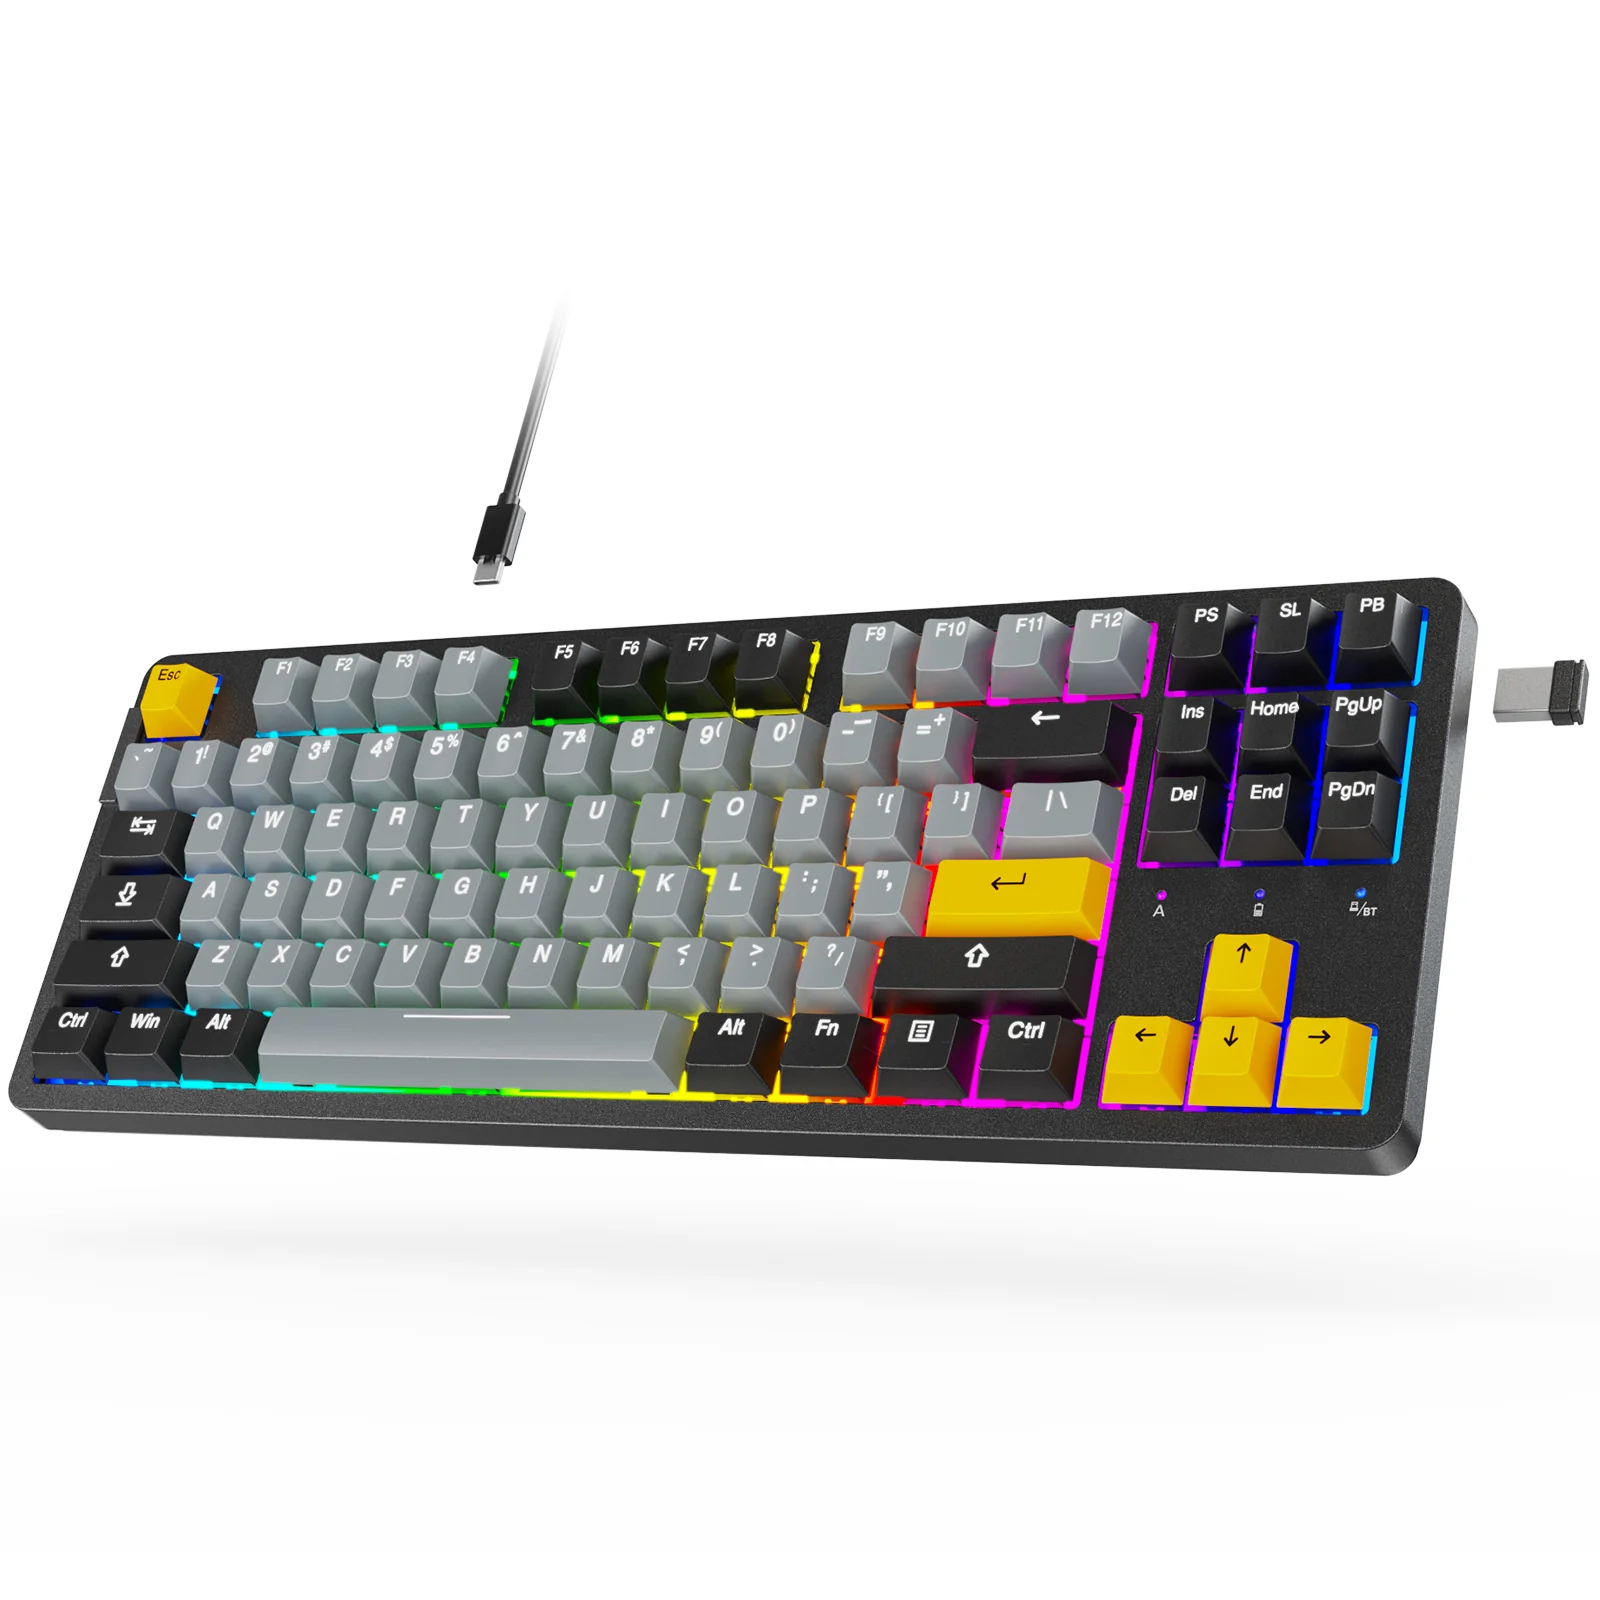 Esc F1 F2 F3 F4 F5 F6 F7 F8 F9 F10 F11 F12 PS SL PB
`~ 1! 2@ 3# 4$ 5% 6^ 7& 8* 9( 0) — =+ ← Ins Home PgUp
Q W E R T Y U I O P {[ }] |\ Del End PgDn
A S D F G H J K L :; ",
A /BT
⇧ Z X C V B N M <, >. ?/ ⇧ ↑
Ctrl Win Alt Alt Fn Ctrl ← ↓ →